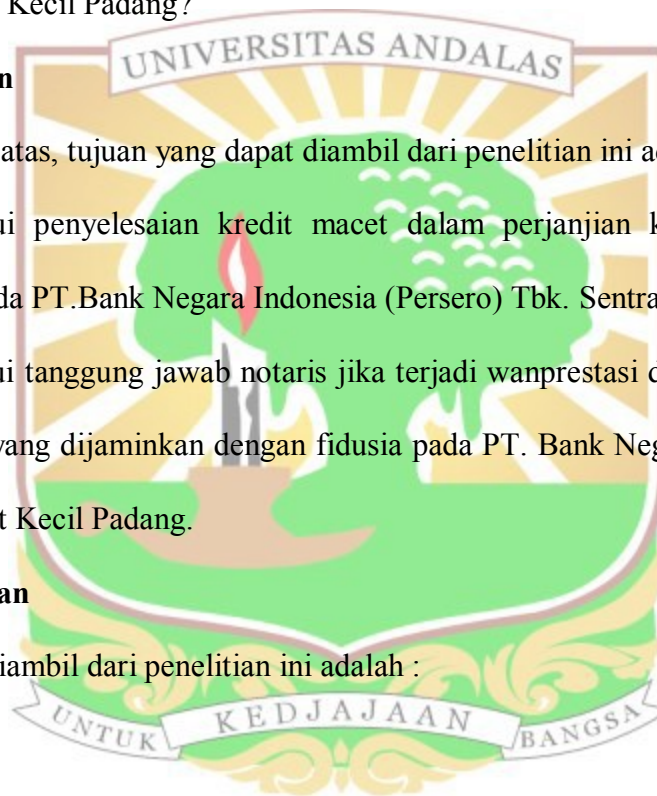 Kecil Padang?
UNIVERSITAS ANDALAS
n
atas, tujuan yang dapat diambil dari penelitian ini a
ui penyelesaian kredit macet dalam perjanjian k
da PT.Bank Negara Indonesia (Persero) Tbk. Sentra
ui tanggung jawab notaris jika terjadi wanprestasi d
yang dijaminkan dengan fidusia pada PT. Bank Neg
t Kecil Padang.
an
diambil dari penelitian ini adalah :
UNTUK KEDJAJAAN BANGSA